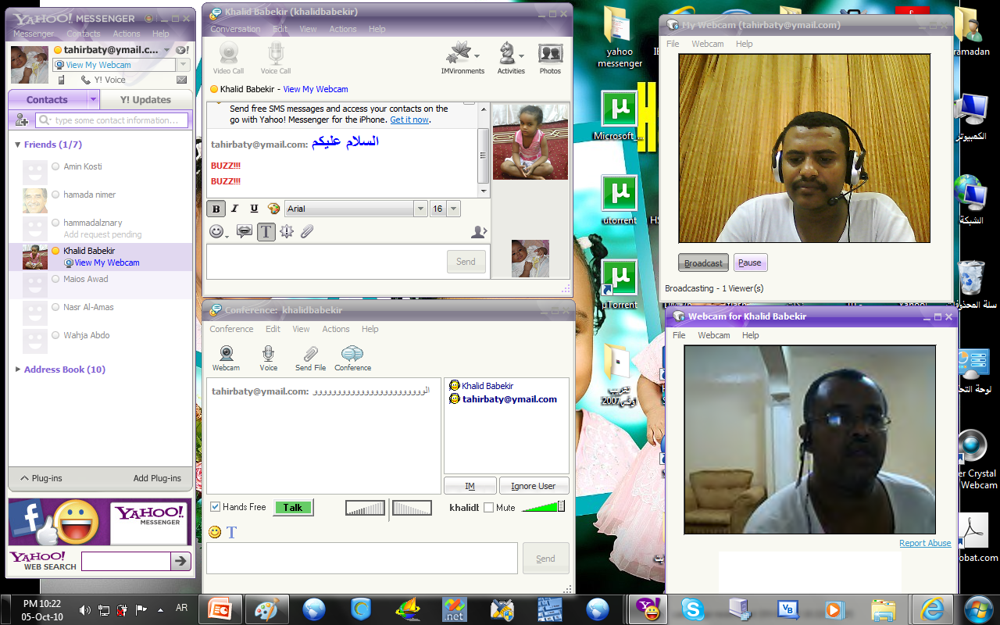 YAHOO! MESSENGER
Messenger Contacts Actions Help
tahirbaty@ymail.c...
View My Webcam
Y! Voice
Contacts
Y! Updates
type some contact information...
Friends (1/7)
Amin Kosti
hamada nimer
hammadalznary
Add request pending
Khalid Babekir
View My Webcam
Maios Awad
Nasr Al-Amas
Wahja Abdo
Address Book (10)
Plug-ins
Add Plug-ins
YAHOO!
MESSENGER
YAHOO!
WEB SEARCH
Khalid Babekir (khalidbabekir)
Conversation Edit View Actions Help
Video Call
Voice Call
IMVironments
Activities
Photos
Khalid Babekir - View My Webcam
Send free SMS messages and access your contacts on the
go with Yahoo! Messenger for the iPhone. Get it now.
tahirbaty@ymail.com: السلام عليكم
BUZZ!!!
BUZZ!!!
B I U
Arial
16
T
Send
Conference: khalidbabekir
Conference Edit View Actions Help
Webcam
Voice
Send File
Conference
tahirbaty@ymail.com:
Khalid Babekir
tahirbaty@ymail.com
IM
Ignore User
Hands Free
Talk
khalidl
Mute
T
Send
yahoo
messenger
Microsoft_...
utorrent
µTorrent
My Webcam (tahirbaty@ymail.com)
File Webcam Help
Broadcast
Pause
Broadcasting - 1 Viewer(s)
Webcam for Khalid Babekir
File Webcam Help
Report Abuse
ramadan
الكمبيوتر
الشبكة
سلة المحذوفات
لوحة التح
er Crystal
Webcam
obat.com
PM 10:22
05-Oct-10
AR
.net
VB